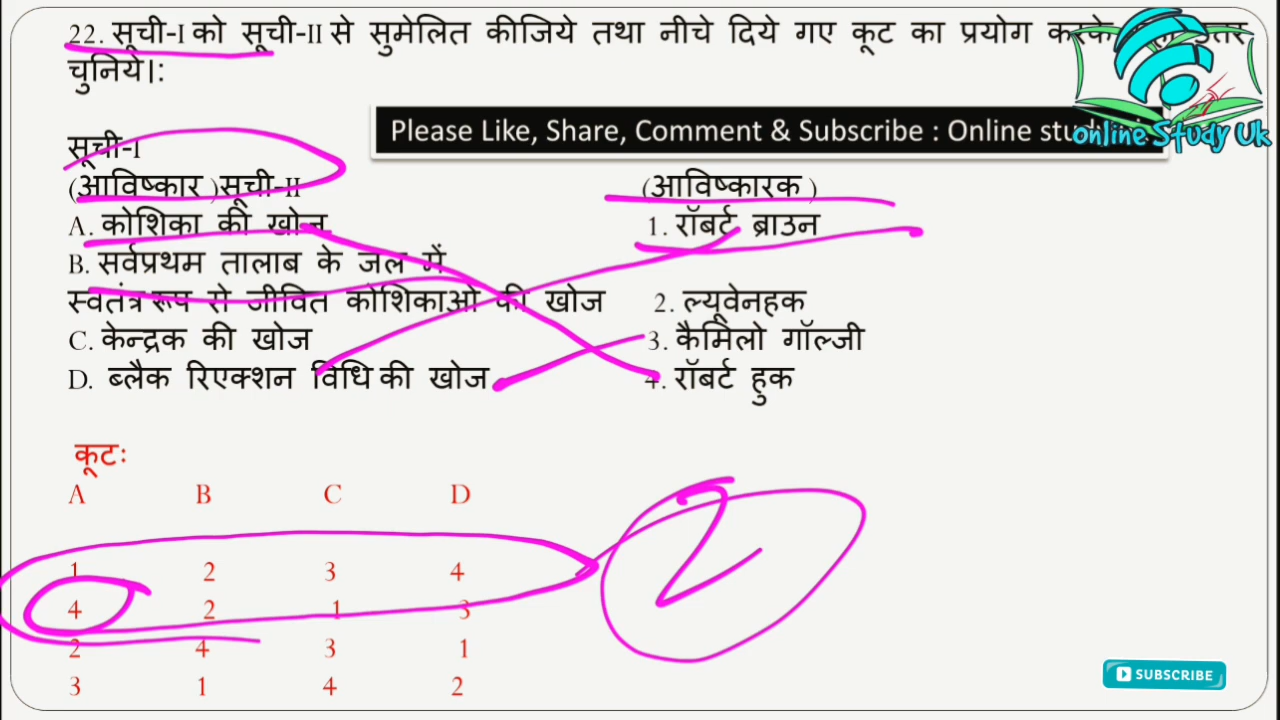 22. सूची-I को सूची-II से सुमेलित कीजिये तथा नीचे दिये गए कूट का प्रयोग करके
चुनिये।:
Please Like, Share, Comment & Subscribe : Online
Online Study Uk
सूची-I
(आविष्कार )सूची-II (आविष्कारक )
A. कोशिका की खोज 1. रॉबर्ट ब्राउन
B. सर्वप्रथम तालाब के जल में
स्वतंत्र रूप से जीवित कोशिकाओं की खोज 2. ल्यूवेनहक
C. केन्द्रक की खोज 3. कैमिलो गॉल्जी
D. ब्लैक रिएक्शन विधि की खोज 4. रॉबर्ट हुक
कूटः
A B C D
1 2 3 4
4 2 1 3
2 4 3 1
3 1 4 2
2
SUBSCRIBE